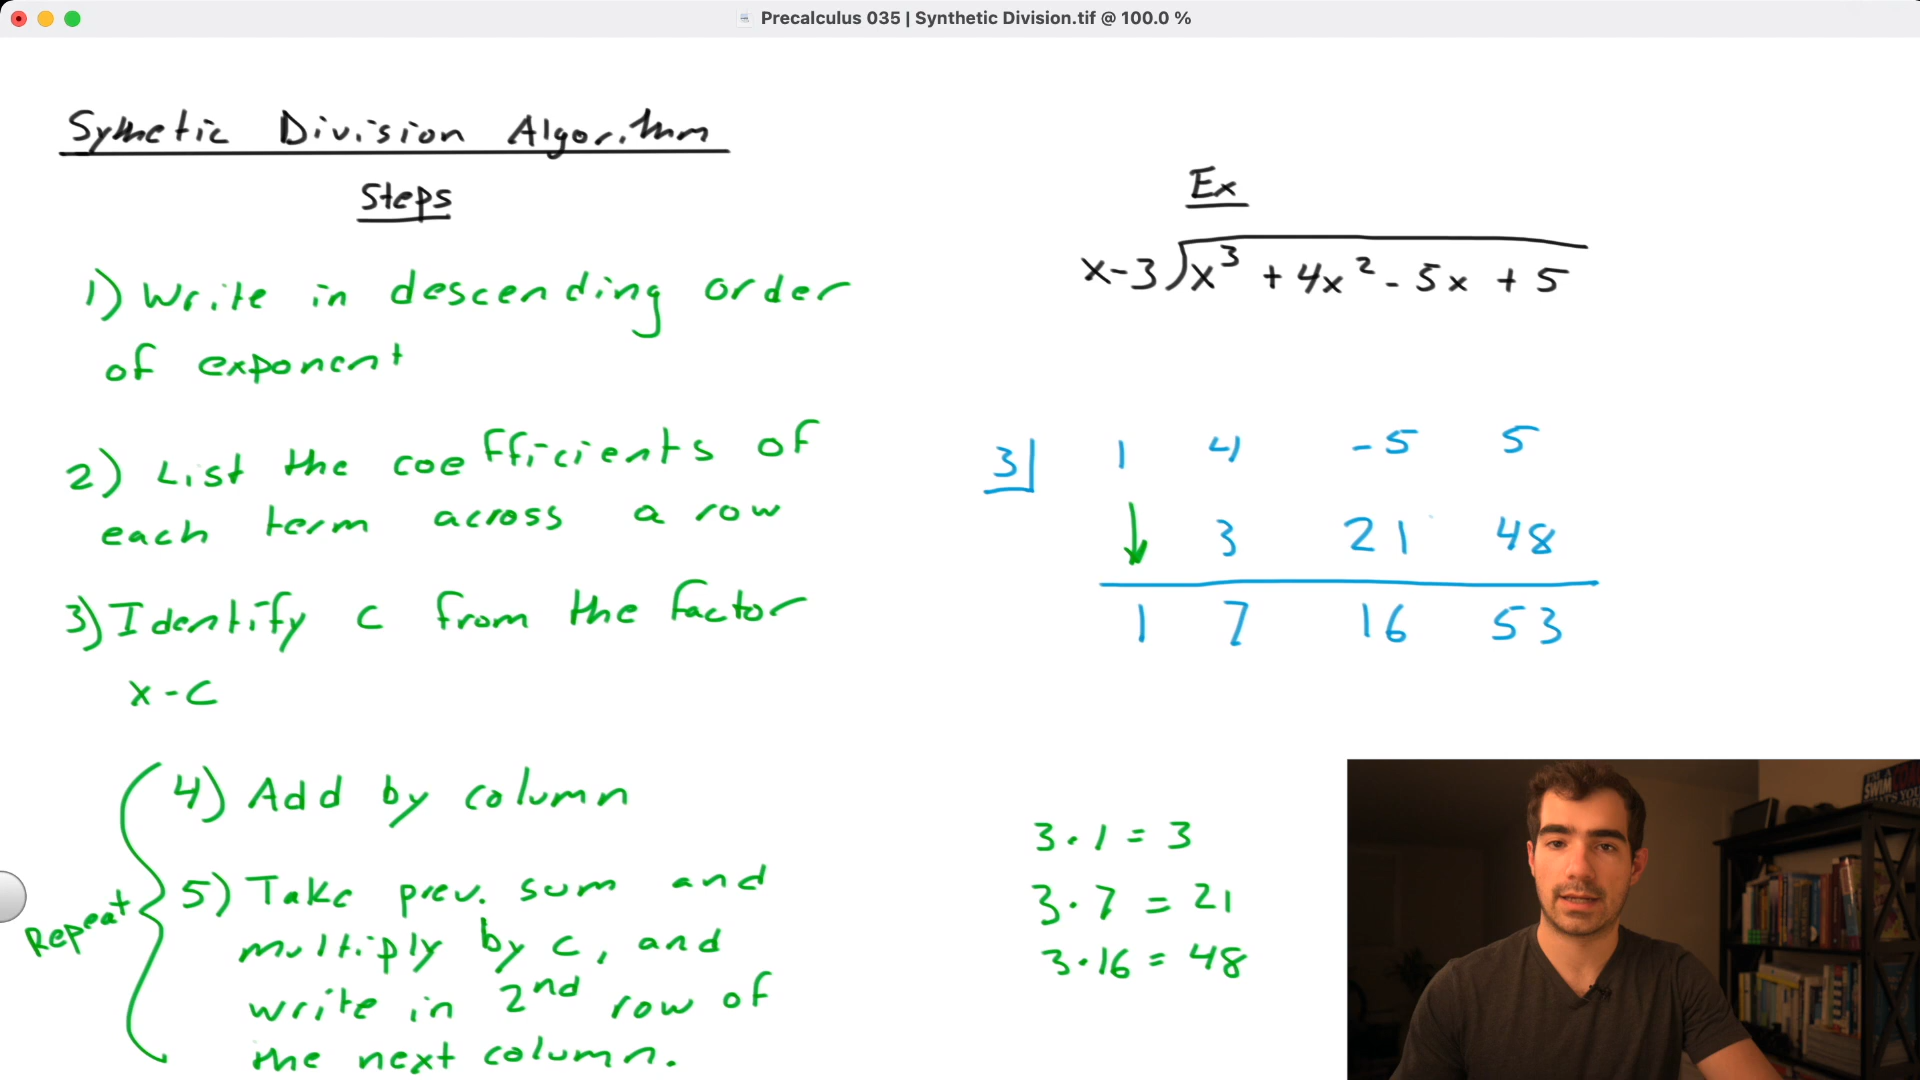 Precalculus 035 | Synthetic Division.tif @ 100.0 %
Sythetic Division Algorithm
Steps
1) Write in descending order
of exponent
2) List the coefficients of
each term across a row
3) Identify c from the factor
x - c
4) Add by column
Repeat
5) Take prev. sum and
multiply by c, and
write in 2nd row of
the next column.
Ex
x-3 x³ + 4x² - 5x + 5
3 1 4 -5 5
3 21 48
1 7 16 53
3 · 1 = 3
3 · 7 = 21
3 · 16 = 48
SWIM